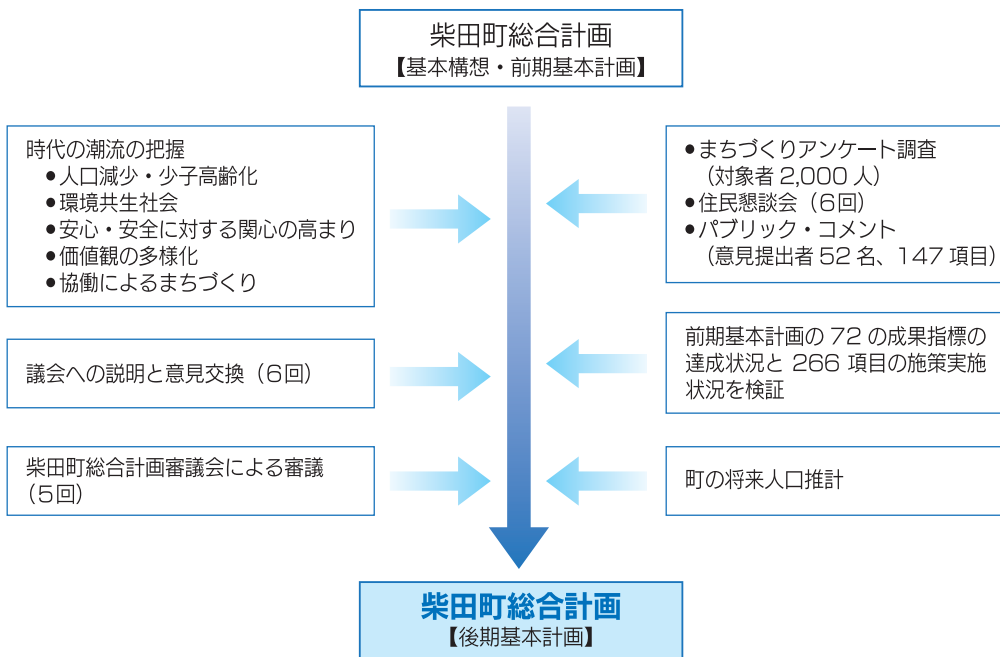 柴田町総合計画
【基本構想・前期基本計画】
時代の潮流の把握
●人口減少・少子高齢化
●環境共生社会
●安心・安全に対する関心の高まり
●価値観の多様化
●協働によるまちづくり
議会への説明と意見交換（6回）
柴田町総合計画審議会による審議
（5回）
●まちづくりアンケート調査
（対象者 2,000 人）
●住民懇談会（6回）
●パブリック・コメント
（意見提出者 52 名、147 項目）
前期基本計画の 72 の成果指標の
達成状況と 266 項目の施策実施
状況を検証
町の将来人口推計
柴田町総合計画
【後期基本計画】